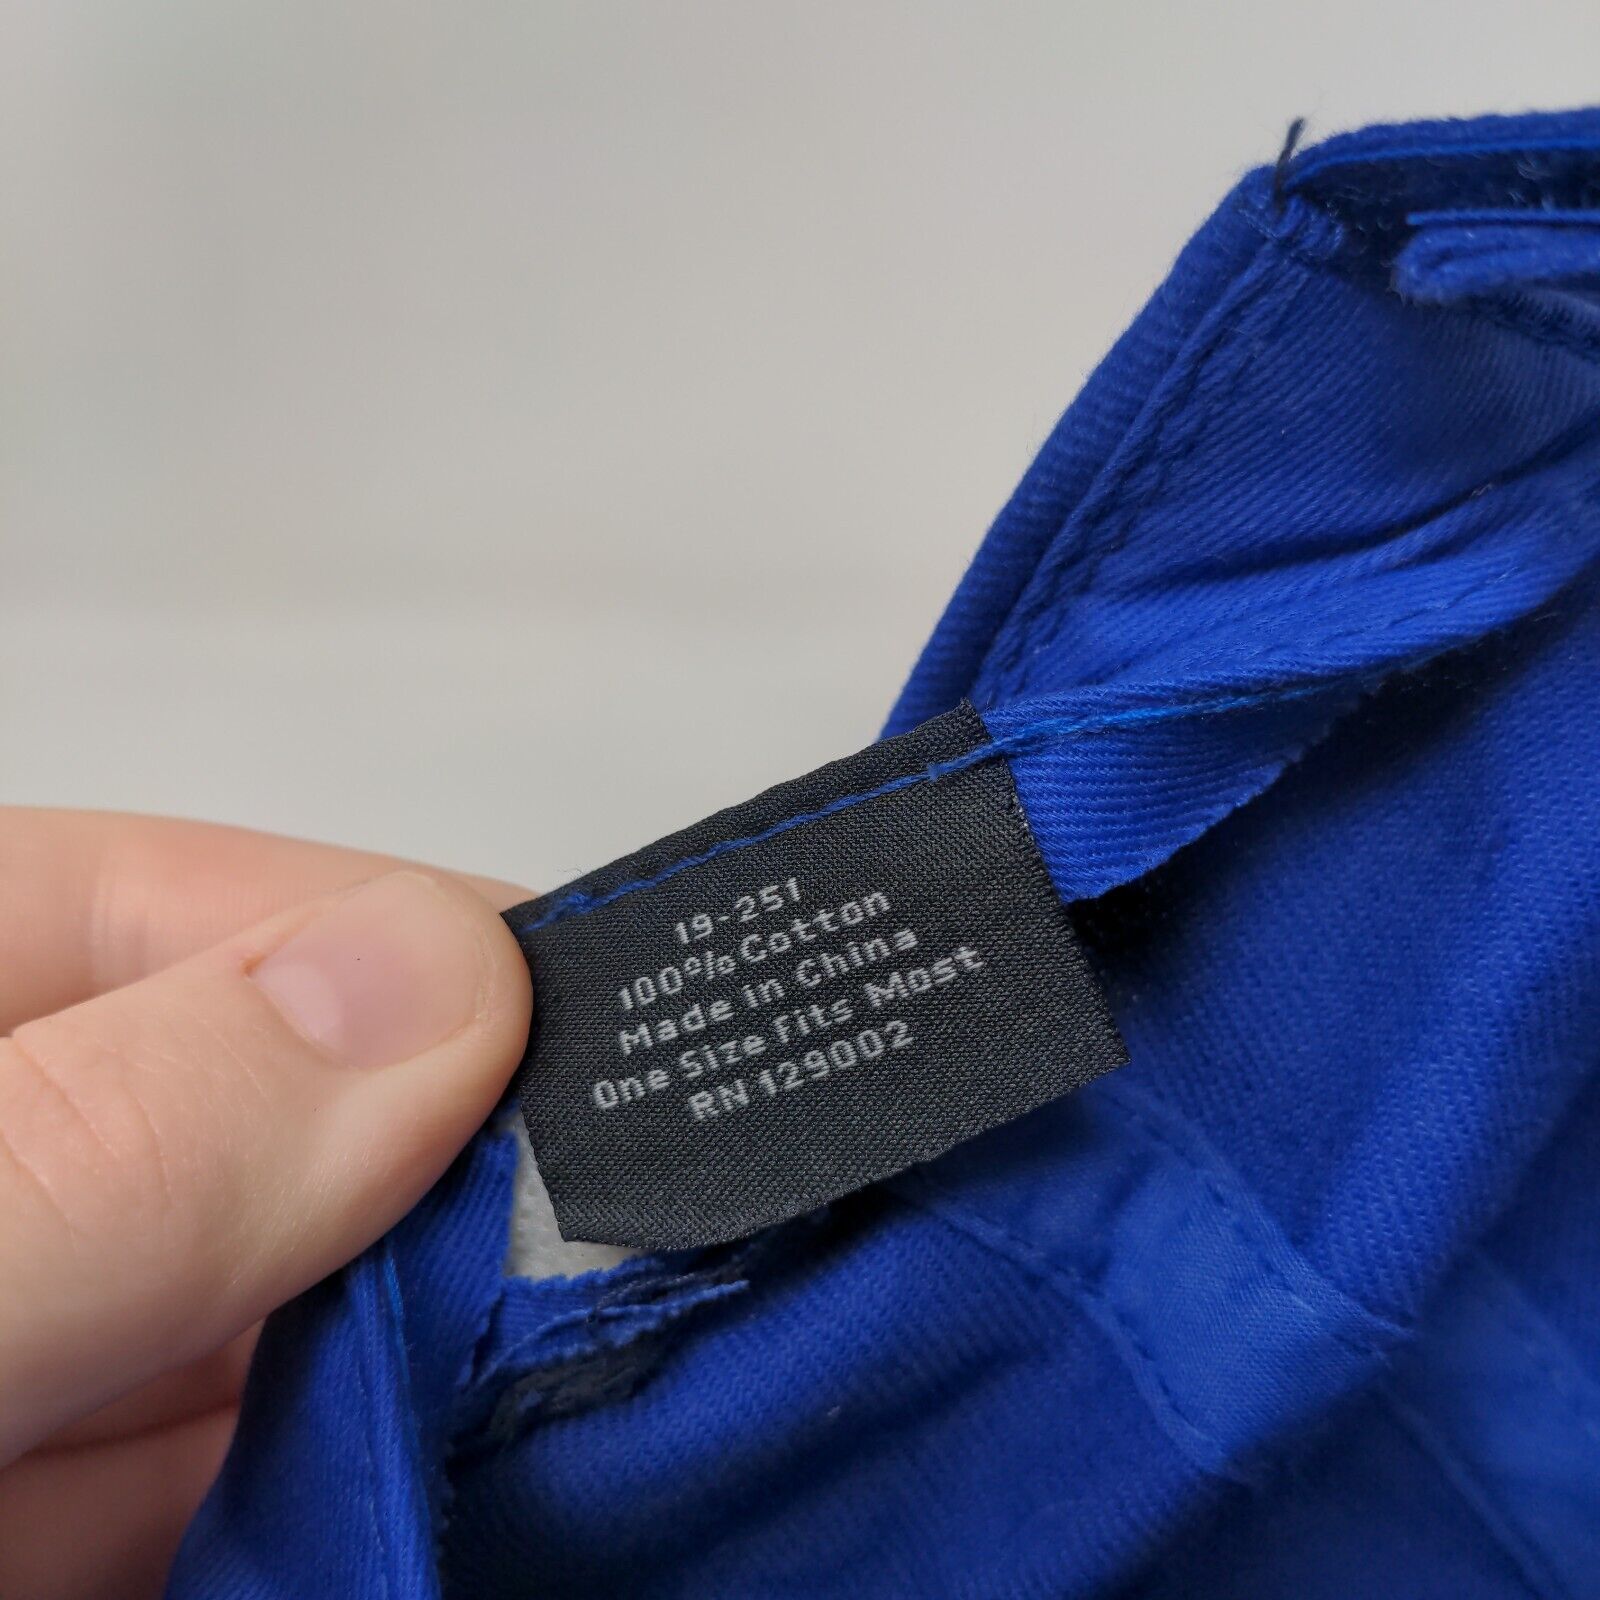 19-251
100% Cotton
Made in China
One Size Fits Most
RN 129002